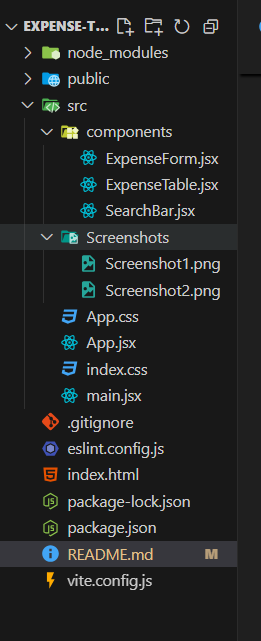 EXPENSE-T...
node_modules
public
src
components
ExpenseForm.jsx
ExpenseTable.jsx
SearchBar.jsx
Screenshots
Screenshot1.png
Screenshot2.png
App.css
App.jsx
index.css
main.jsx
.gitignore
eslint.config.js
index.html
package-lock.json
package.json
README.md M
vite.config.js